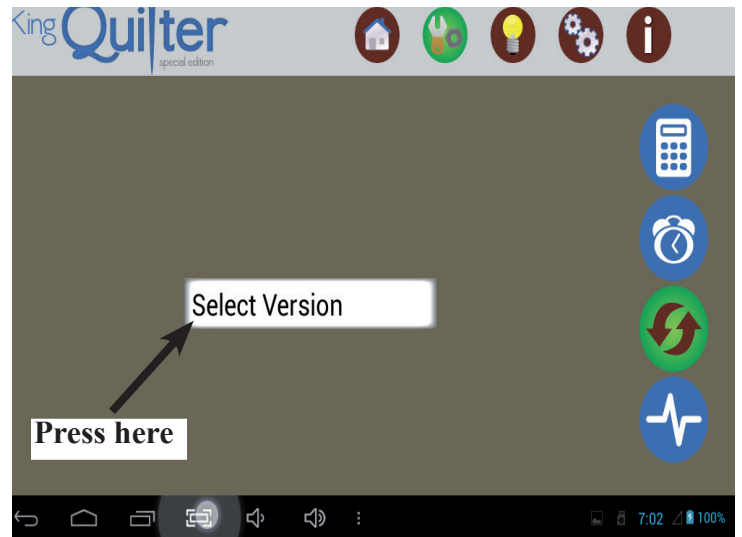 King Quilter
special edition
i
Select Version
Press here
7:02 100%